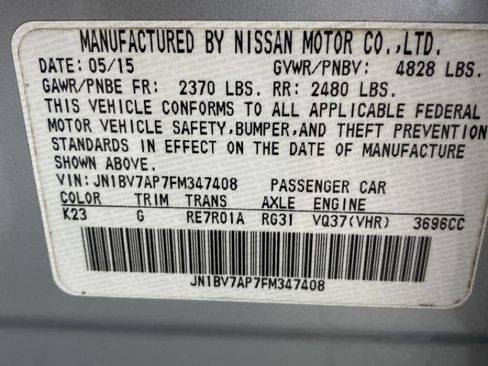 MANUFACTURED BY NISSAN MOTOR CO.,LTD.
DATE: 05/15 GVWR/PNBV: 4828 LBS.
GAWR/PNBE FR: 2370 LBS. RR: 2480 LBS.
THIS VEHICLE CONFORMS TO ALL APPLICABLE FEDERAL
MOTOR VEHICLE SAFETY,BUMPER,AND THEFT PREVENTION
STANDARDS IN EFFECT ON THE DATE OF MANUFACTURE
SHOWN ABOVE.
VIN: JN1BV7AP7FM347408 PASSENGER CAR
COLOR TRIM TRANS AXLE ENGINE
K23 G RE7R01A RG31 VQ37(VHR) 3696CC
JN1BV7AP7FM347408